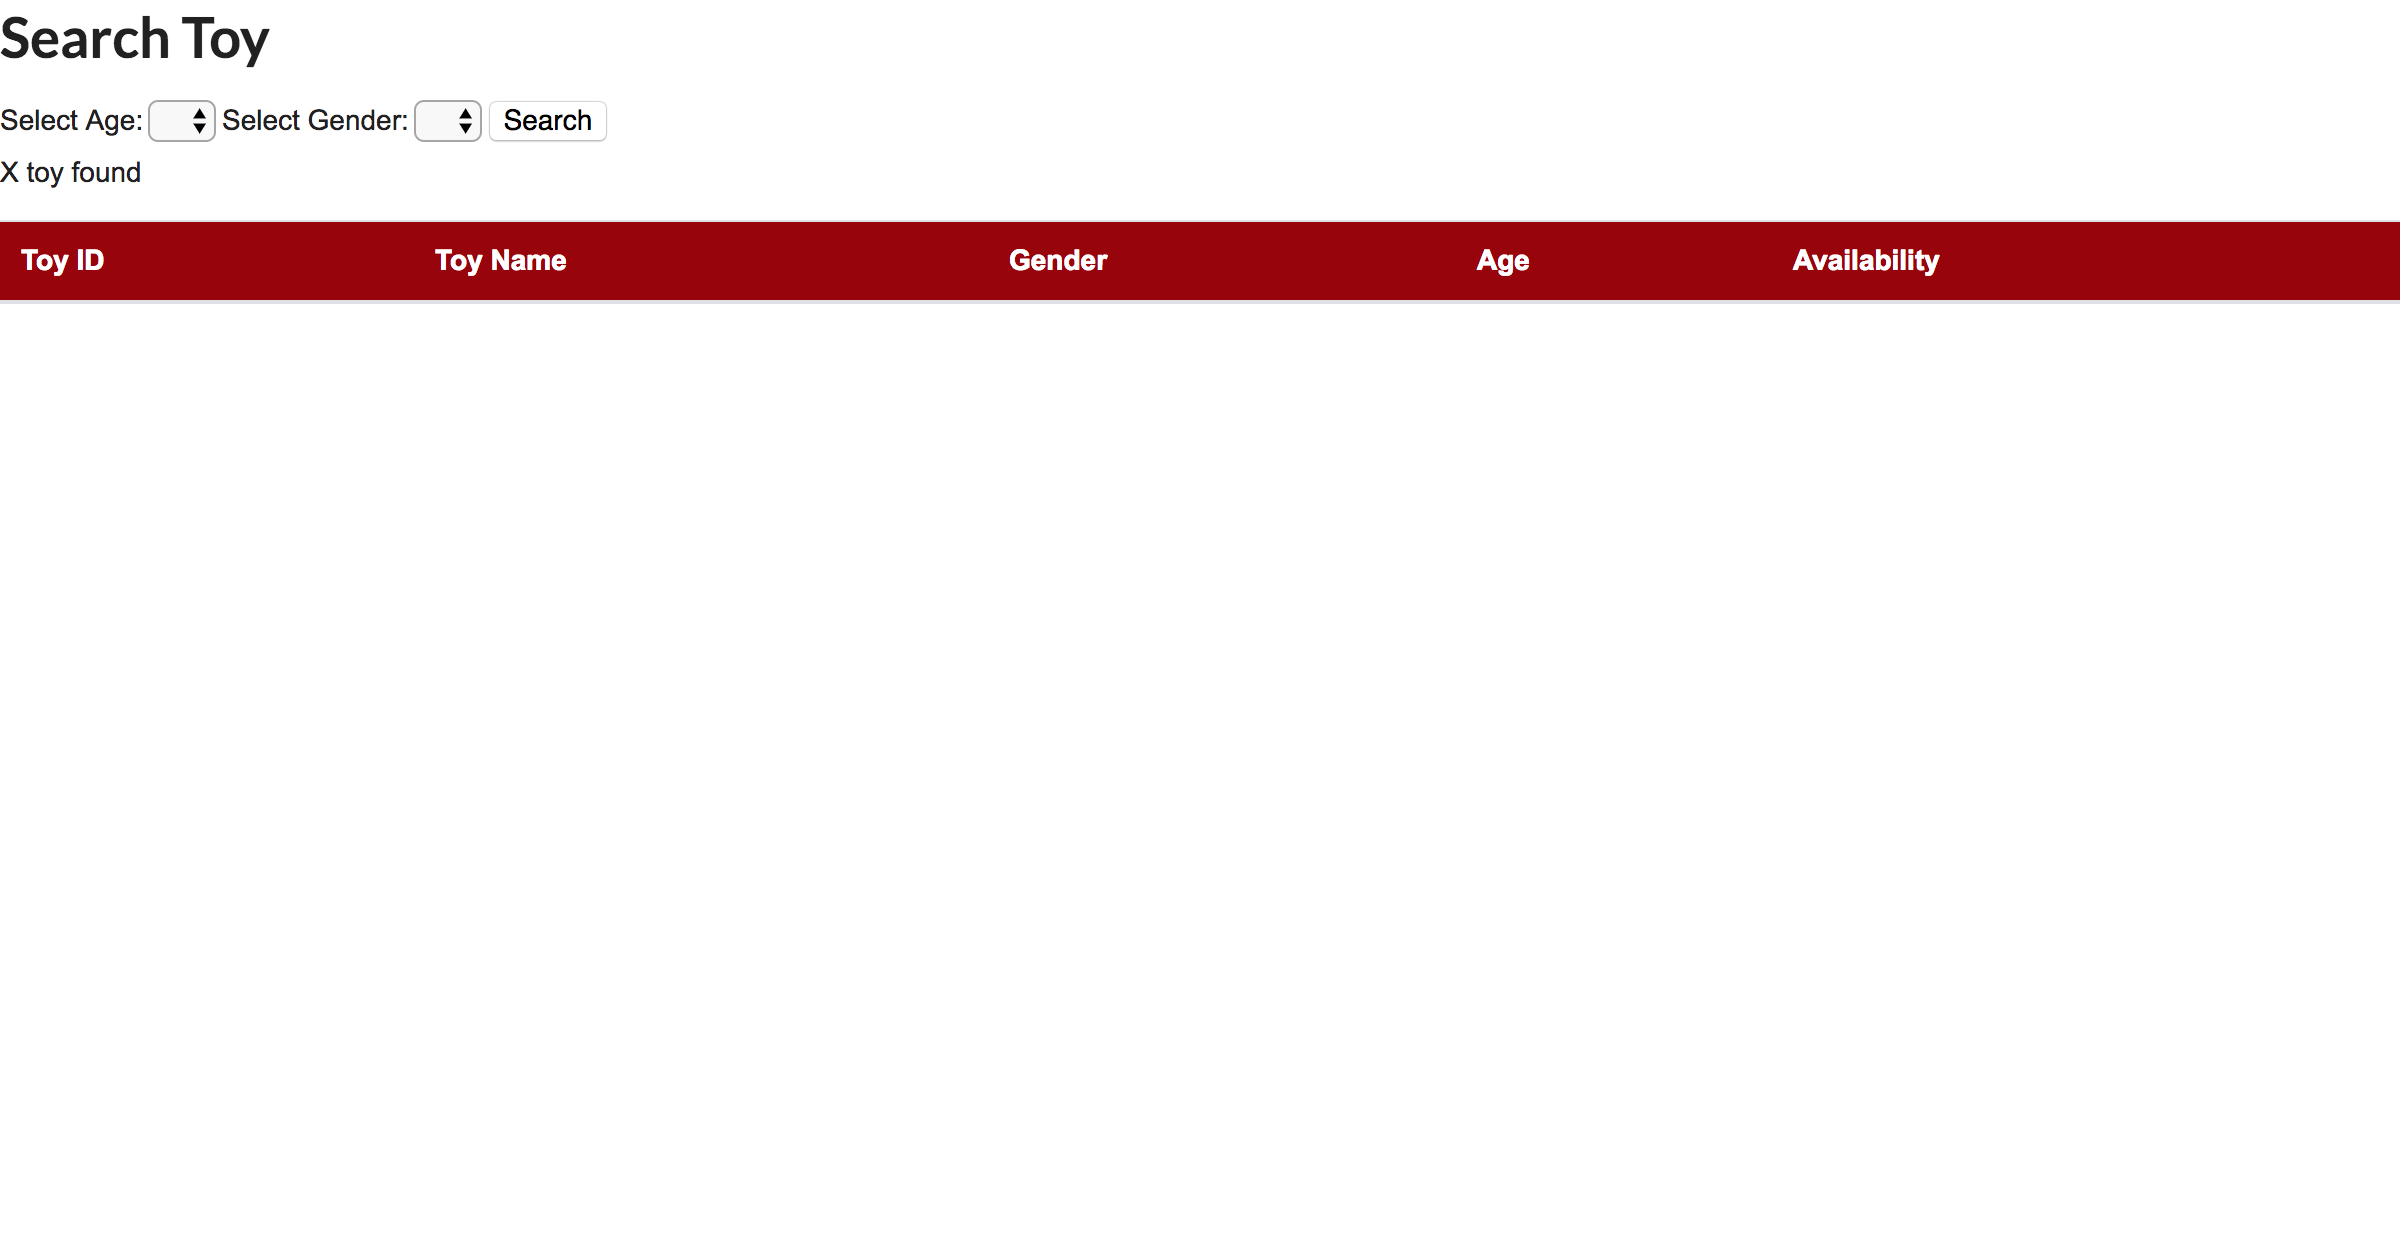 Search Toy
Select Age: Select Gender: Search
X toy found
Toy ID Toy Name Gender Age Availability